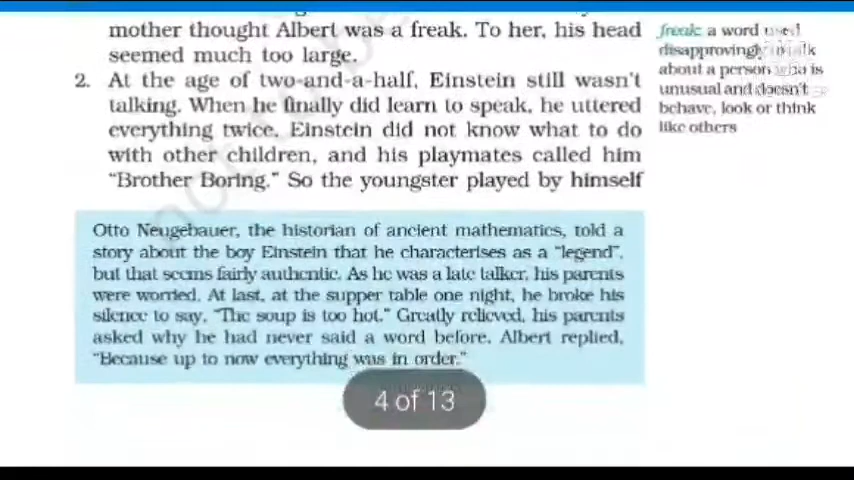 mother thought Albert was a freak. To her, his head
seemed much too large.
2. At the age of two-and-a-half, Einstein still wasn't
talking. When he finally did learn to speak, he uttered
everything twice. Einstein did not know what to do
with other children, and his playmates called him
“Brother Boring.” So the youngster played by himself
freak: a word used
disapprovingly to talk
about a person who is
unusual and doesn't
behave, look or think
like others
Otto Neugebauer, the historian of ancient mathematics, told a
story about the boy Einstein that he characterises as a “legend”,
but that seems fairly authentic. As he was a late talker, his parents
were worried. At last, at the supper table one night, he broke his
silence to say, “The soup is too hot.” Greatly relieved, his parents
asked why he had never said a word before. Albert replied,
“Because up to now everything was in order.”
4 of 13